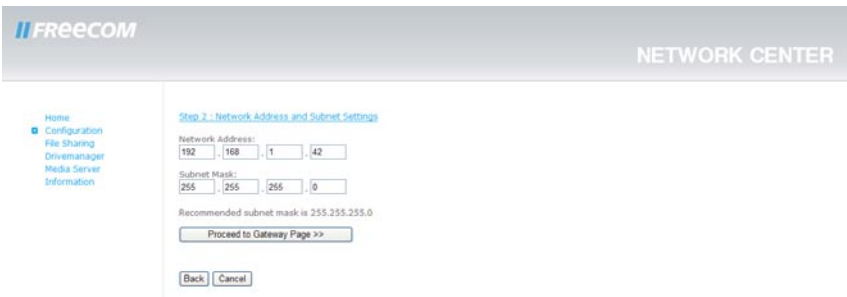 FREECOM
NETWORK CENTER
Home
Configuration
File Sharing
Drivemanager
Media Server
Information
Step 2 : Network Address and Subnet Settings
Network Address:
192 . 168 . 1 . 42
Subnet Mask:
255 . 255 . 255 . 0
Recommended subnet mask is 255.255.255.0
Proceed to Gateway Page >>
Back Cancel